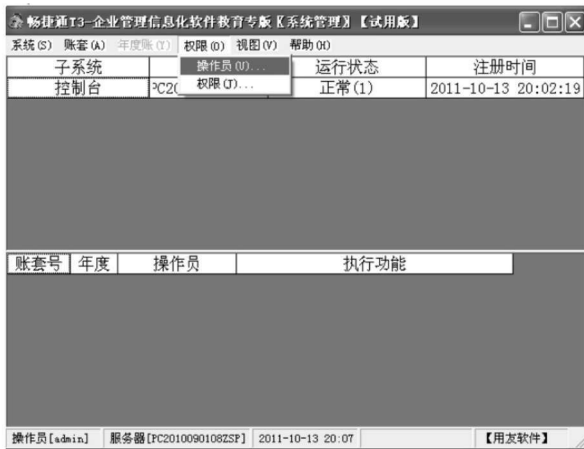 畅捷通T3-企业管理信息化软件教育专版〖系统管理〗【试用版】
系统(S) 账套(A) 年度账(Y) 权限(O) 视图(V) 帮助(H)
操作员(U)...
权限(J)...
子系统 运行状态 注册时间
控制台 PC20 正常(1) 2011-10-13 20:02:19
账套号 年度 操作员 执行功能
操作员[admin] 服务器[PC2010090108ZSP] 2011-10-13 20:07 【用友软件】